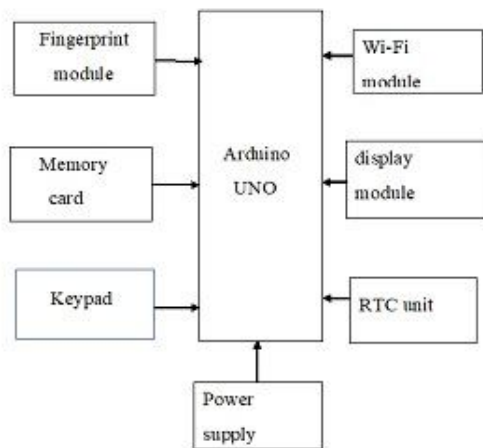 Fingerprint
module
Wi-Fi
module
Arduino
UNO
Memory
card
display
module
Keypad
RTC unit
Power
supply